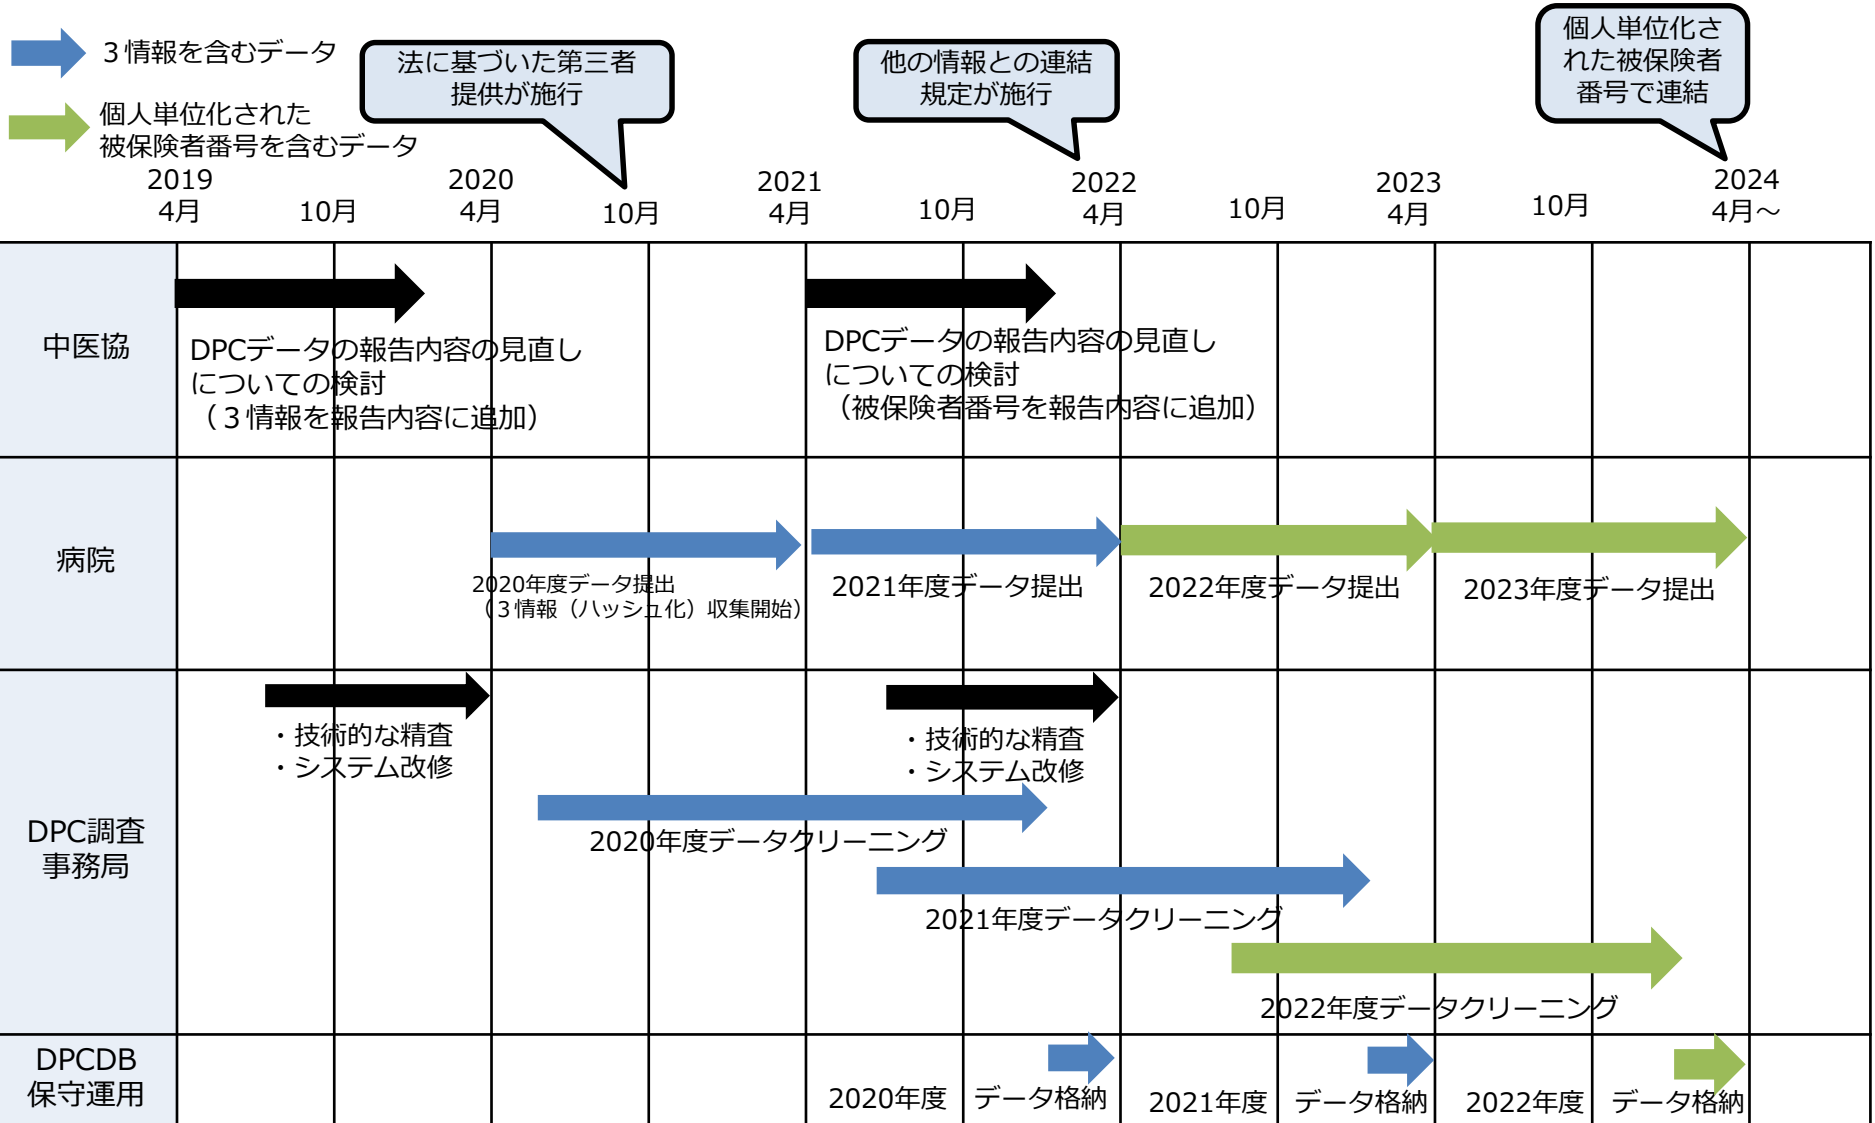 ３情報を含むデータ
個人単位化された
被保険者番号を含むデータ
法に基づいた第三者
提供が施行
他の情報との連結
規定が施行
個人単位化さ
れた被保険者
番号で連結
2019
4月
10月
2020
4月
10月
2021
4月
10月
2022
4月
10月
2023
4月
10月
2024
4月～
中医協
DPCデータの報告内容の見直し
についての検討
（３情報を報告内容に追加）
DPCデータの報告内容の見直し
についての検討
（被保険者番号を報告内容に追加）
病院
2020年度データ提出
（３情報（ハッシュ化）収集開始）
2021年度データ提出
2022年度データ提出
2023年度データ提出
DPC調査
事務局
・技術的な精査
・システム改修
・技術的な精査
・システム改修
2020年度データクリーニング
2021年度データクリーニング
2022年度データクリーニング
DPCDB
保守運用
2020年度 データ格納
2021年度 データ格納
2022年度 データ格納